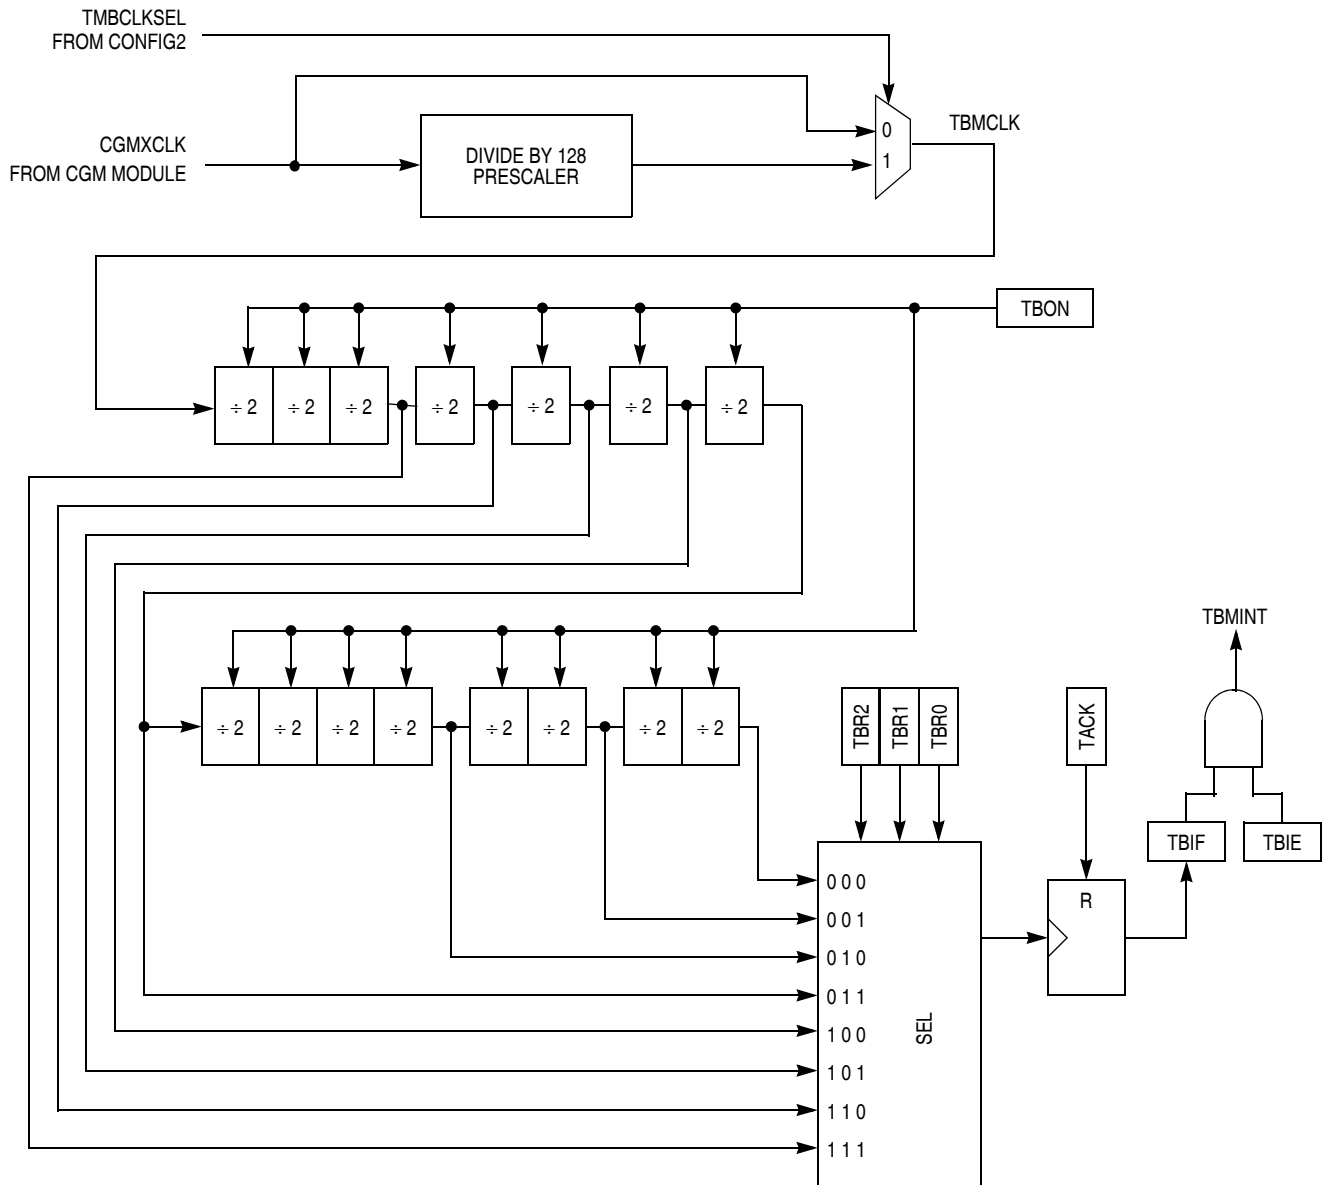 TMBCLKSEL
FROM CONFIG2
CGMXCLK
FROM CGM MODULE
DIVIDE BY 128
PRESCALER
0
1
TBMCLK
TBON
÷ 2
÷ 2
÷ 2
÷ 2
÷ 2
÷ 2
÷ 2
TBMINT
÷ 2
÷ 2
÷ 2
÷ 2
÷ 2
÷ 2
÷ 2
÷ 2
TBR2
TBR1
TBR0
TACK
TBIF
TBIE
R
0 0 0
0 0 1
0 1 0
0 1 1
1 0 0
1 0 1
1 1 0
1 1 1
SEL